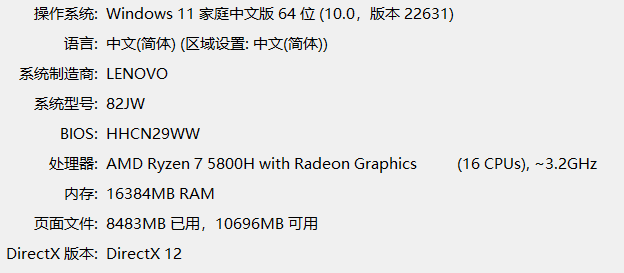 操作系统: Windows 11 家庭中文版 64 位 (10.0，版本 22631)
语言: 中文(简体) (区域设置: 中文(简体))
系统制造商: LENOVO
系统型号: 82JW
BIOS: HHCN29WW
处理器: AMD Ryzen 7 5800H with Radeon Graphics (16 CPUs), ~3.2GHz
内存: 16384MB RAM
页面文件: 8483MB 已用，10696MB 可用
DirectX 版本: DirectX 12